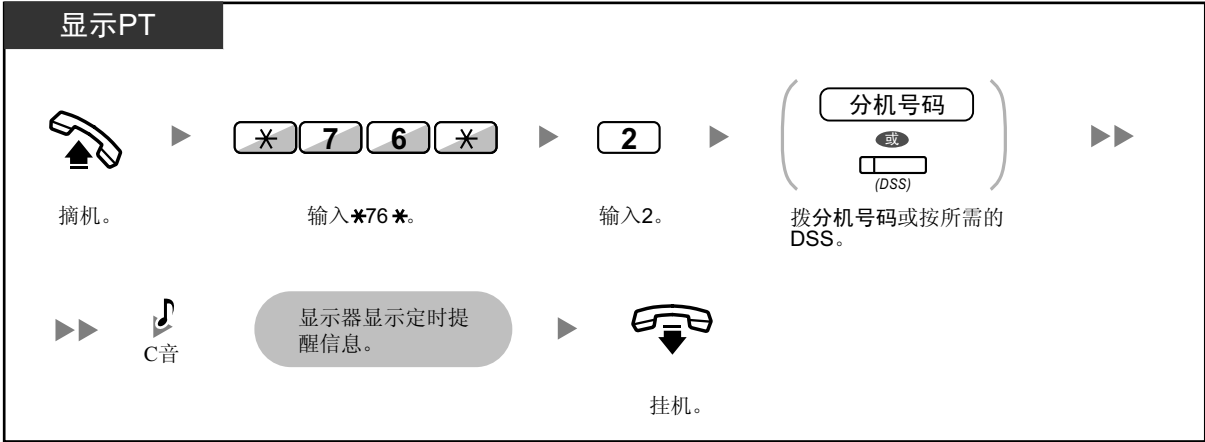 显示PT
分机号码
7 6 2
或
(DSS)
摘机。
输入*76*。
输入2。
拨分机号码或按所需的
DSS。
显示器显示定时提
醒信息。
C音
挂机。